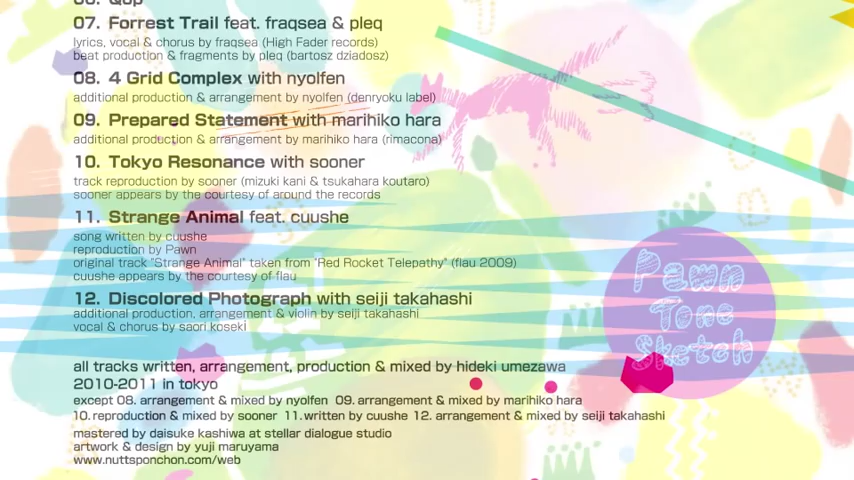 06. Qop
07. Forrest Trail feat. fraqsea & pleq
lyrics, vocal & chorus by fraqsea (High Fader records)
beat production & fragments by pleq (bartosz dziadosz)
08. 4 Grid Complex with nyolfen
additional production & arrangement by nyolfen (denryoku label)
09. Prepared Statement with marihiko hara
additional production & arrangement by marihiko hara (rimacona)
10. Tokyo Resonance with sooner
track reproduction by sooner (mizuki kani & tsukahara koutaro)
sooner appears by the courtesy of around the records
11. Strange Animal feat. cuushe
song written by cuushe
reproduction by Pawn
original track "Strange Animal" taken from "Red Rocket Telepathy" (flau 2009)
cuushe appears by the courtesy of flau
12. Discolored Photograph with seiji takahashi
additional production, arrangement & violin by seiji takahashi
vocal & chorus by saori koseki
all tracks written, arrangement, production & mixed by hideki umezawa
2010-2011 in tokyo
except 08. arrangement & mixed by nyolfen 09. arrangement & mixed by marihiko hara
10. reproduction & mixed by sooner 11. written by cuushe 12. arrangement & mixed by seiji takahashi
mastered by daisuke kashiwa at stellar dialogue studio
artwork & design by yuji maruyama
www.nuttsponchon.com/web
Pawn
Tone
Sketch